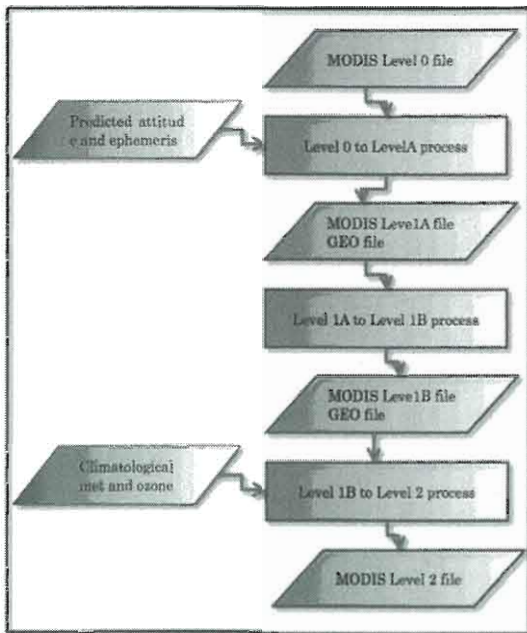 MODIS Level 0 file
Predicted attitud
e and ephemeris
Level 0 to LevelA process
MODIS Leve1A file
GEO file
Level 1A to Level 1B process
MODIS Leve1B file
GEO file
Climatological
met and ozone
Level 1B to Level 2 process
MODIS Level 2 file